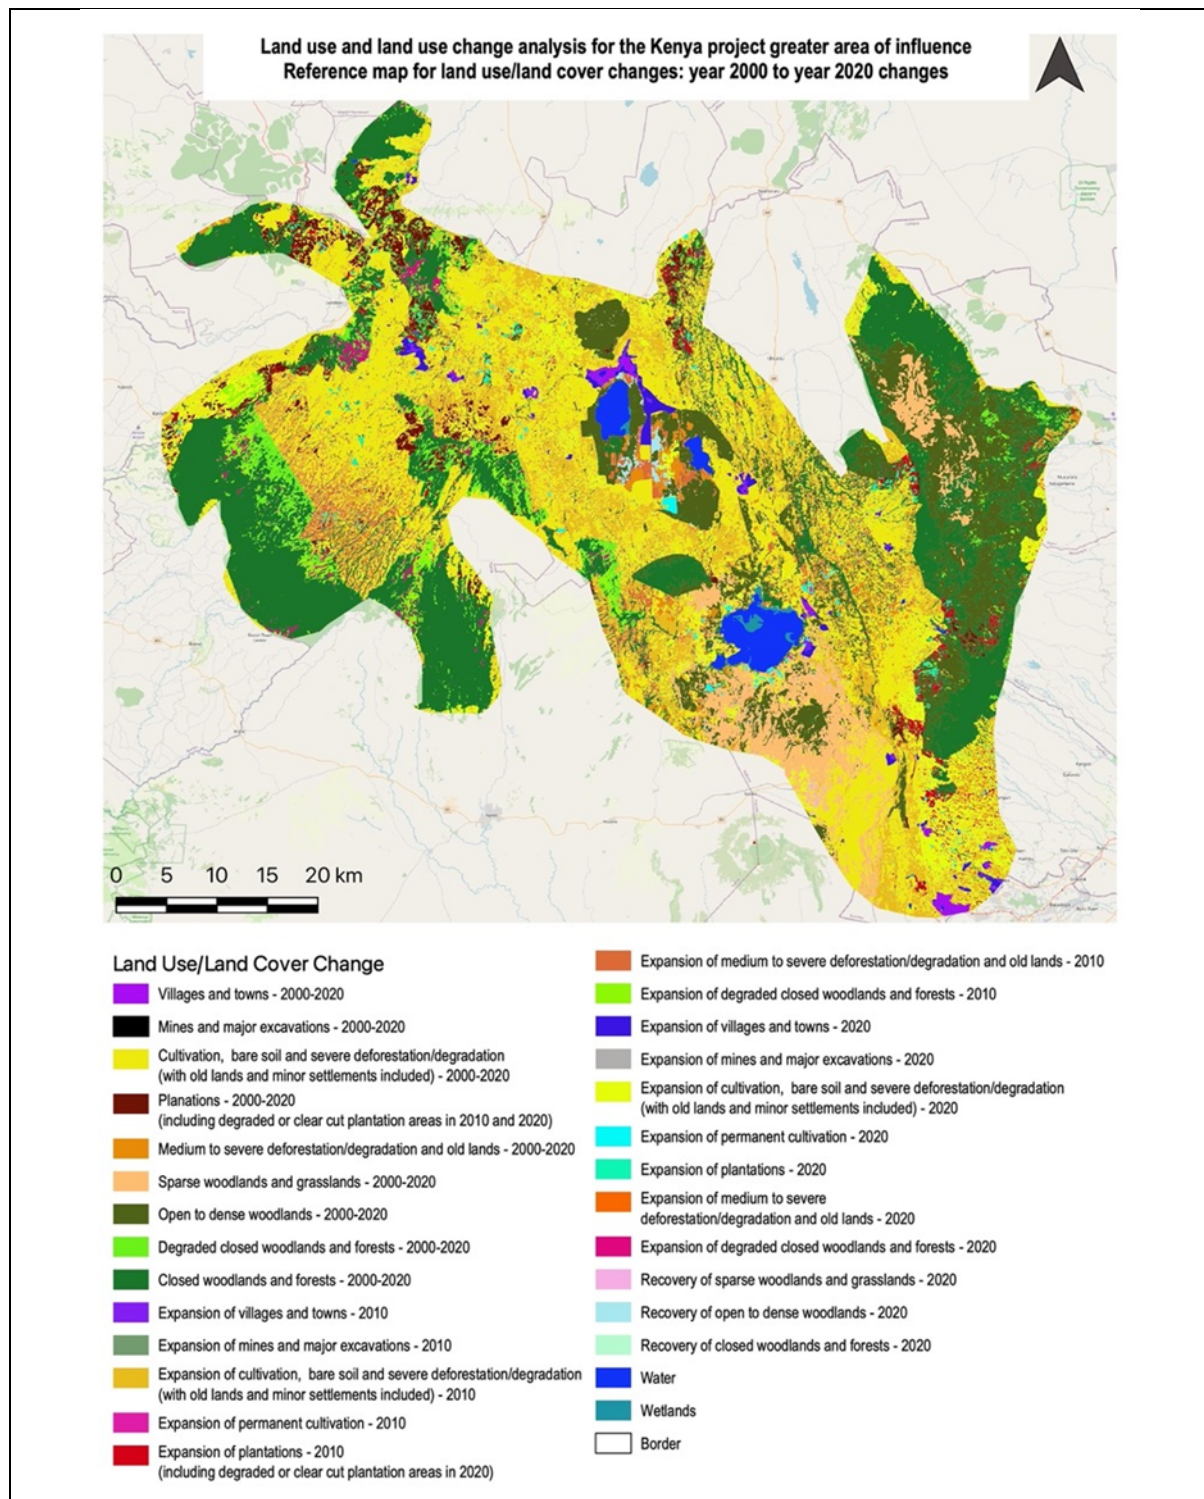 Land use and land use change analysis for the Kenya project greater area of influence
Reference map for land use/land cover changes: year 2000 to year 2020 changes
0 5 10 15 20 km
Land Use/Land Cover Change
Villages and towns - 2000-2020
Mines and major excavations - 2000-2020
Cultivation, bare soil and severe deforestation/degradation
(with old lands and minor settlements included) - 2000-2020
Planations - 2000-2020
(including degraded or clear cut plantation areas in 2010 and 2020)
Medium to severe deforestation/degradation and old lands - 2000-2020
Sparse woodlands and grasslands - 2000-2020
Open to dense woodlands - 2000-2020
Degraded closed woodlands and forests - 2000-2020
Closed woodlands and forests - 2000-2020
Expansion of villages and towns - 2010
Expansion of mines and major excavations - 2010
Expansion of cultivation, bare soil and severe deforestation/degradation
(with old lands and minor settlements included) - 2010
Expansion of permanent cultivation - 2010
Expansion of plantations - 2010
(including degraded or clear cut plantation areas in 2020)
Expansion of medium to severe deforestation/degradation and old lands - 2010
Expansion of degraded closed woodlands and forests - 2010
Expansion of villages and towns - 2020
Expansion of mines and major excavations - 2020
Expansion of cultivation, bare soil and severe deforestation/degradation
(with old lands and minor settlements included) - 2020
Expansion of permanent cultivation - 2020
Expansion of plantations - 2020
Expansion of medium to severe
deforestation/degradation and old lands - 2020
Expansion of degraded closed woodlands and forests - 2020
Recovery of sparse woodlands and grasslands - 2020
Recovery of open to dense woodlands - 2020
Recovery of closed woodlands and forests - 2020
Water
Wetlands
Border